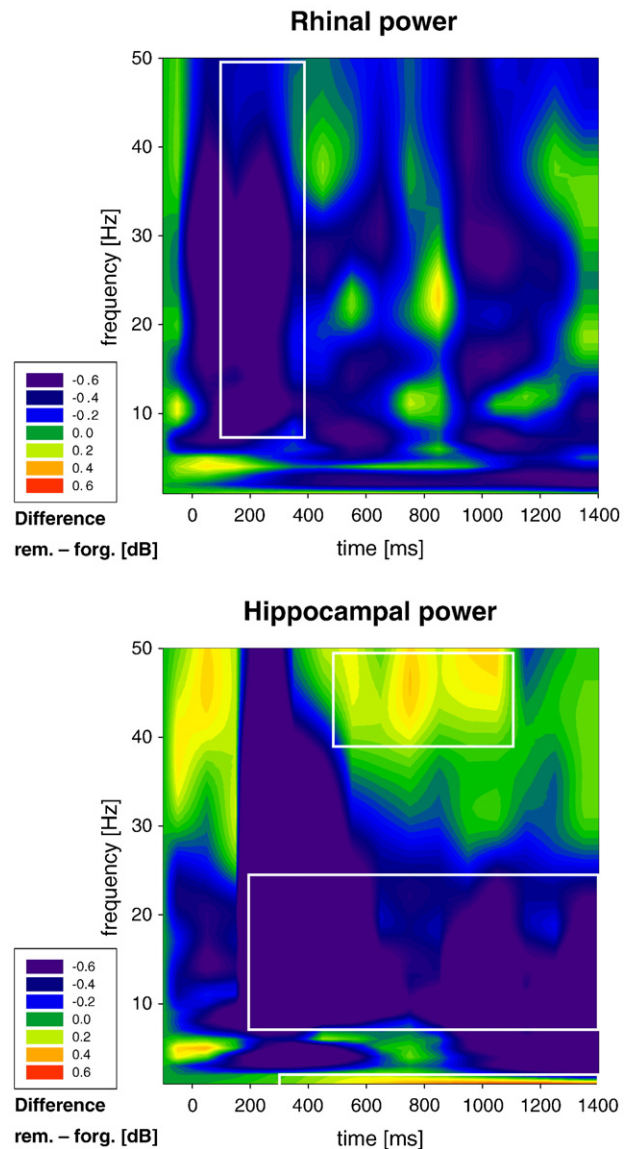 Rhinal power
50
40
30
20
10
frequency [Hz]
0 200 400 600 800 1000 1200 1400
time [ms]
-0.6
-0.4
-0.2
0.0
0.2
0.4
0.6
Difference
rem. – forg. [dB]
Hippocampal power
50
40
30
20
10
frequency [Hz]
0 200 400 600 800 1000 1200 1400
time [ms]
-0.6
-0.4
-0.2
0.0
0.2
0.4
0.6
Difference
rem. – forg. [dB]